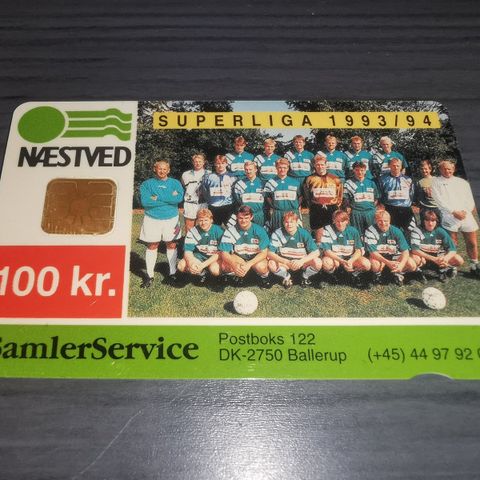 SUPERLIGA 1993/94
NÆSTVED
100 kr.
SamlerService
Postboks 122
DK-2750 Ballerup
(+45) 44 97 92